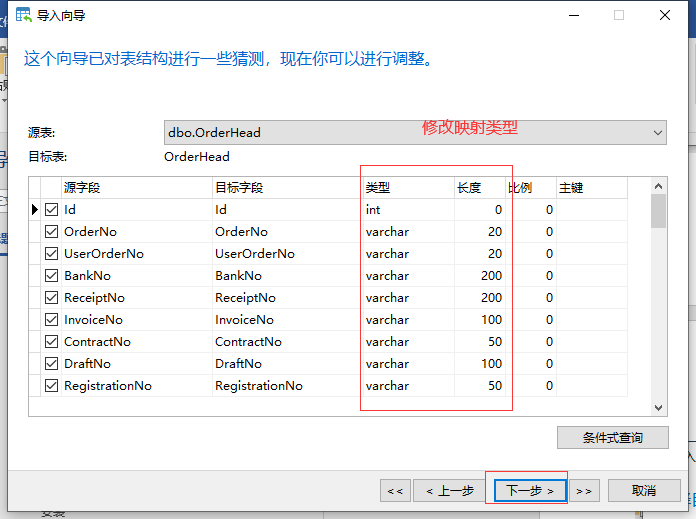 导入向导
这个向导已对表结构进行一些猜测，现在你可以进行调整。
源表: dbo.OrderHead 修改映射类型
目标表: OrderHead
源字段 目标字段 类型 长度 比例 主键
Id Id int 0 0
OrderNo OrderNo varchar 20 0
UserOrderNo UserOrderNo varchar 20 0
BankNo BankNo varchar 200 0
ReceiptNo ReceiptNo varchar 200 0
InvoiceNo InvoiceNo varchar 100 0
ContractNo ContractNo varchar 50 0
DraftNo DraftNo varchar 100 0
RegistrationNo RegistrationNo varchar 50 0
条件式查询
<< < 上一步 下一步 > >> 取消